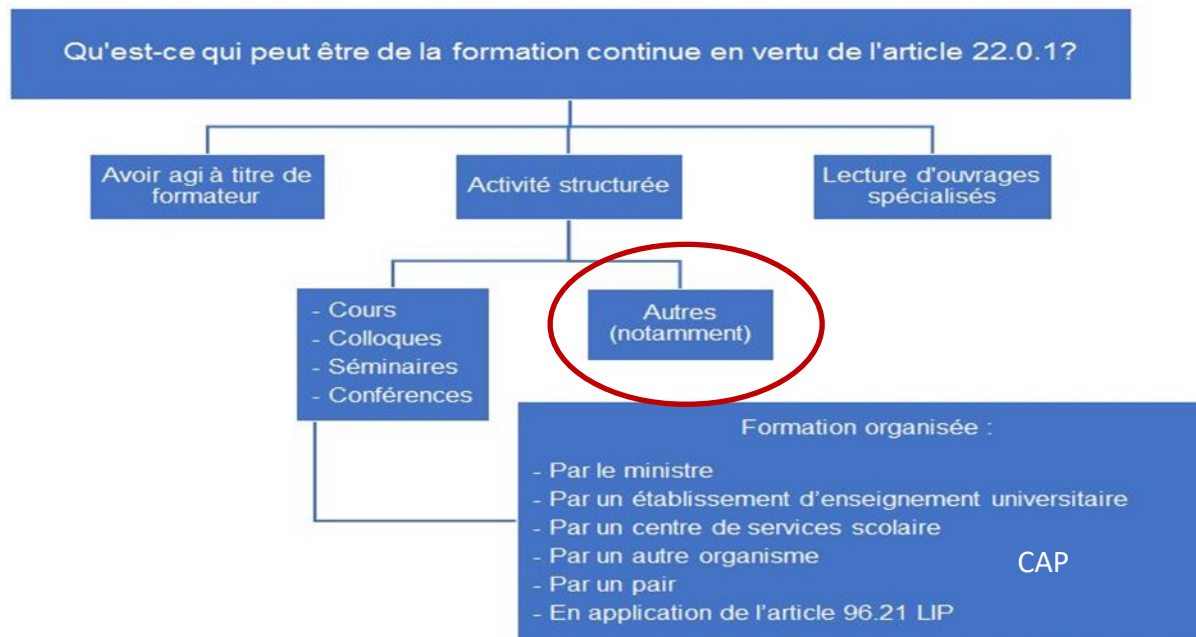 Qu'est-ce qui peut être de la formation continue en vertu de l'article 22.0.1?
Avoir agi à titre de
formateur
Activité structurée
Lecture d'ouvrages
spécialisés
- Cours
- Colloques
- Séminaires
- Conférences
Autres
(notamment)
Formation organisée :
- Par le ministre
- Par un établissement d'enseignement universitaire
- Par un centre de services scolaire
- Par un autre organisme
CAP
- Par un pair
- En application de l'article 96.21 LIP